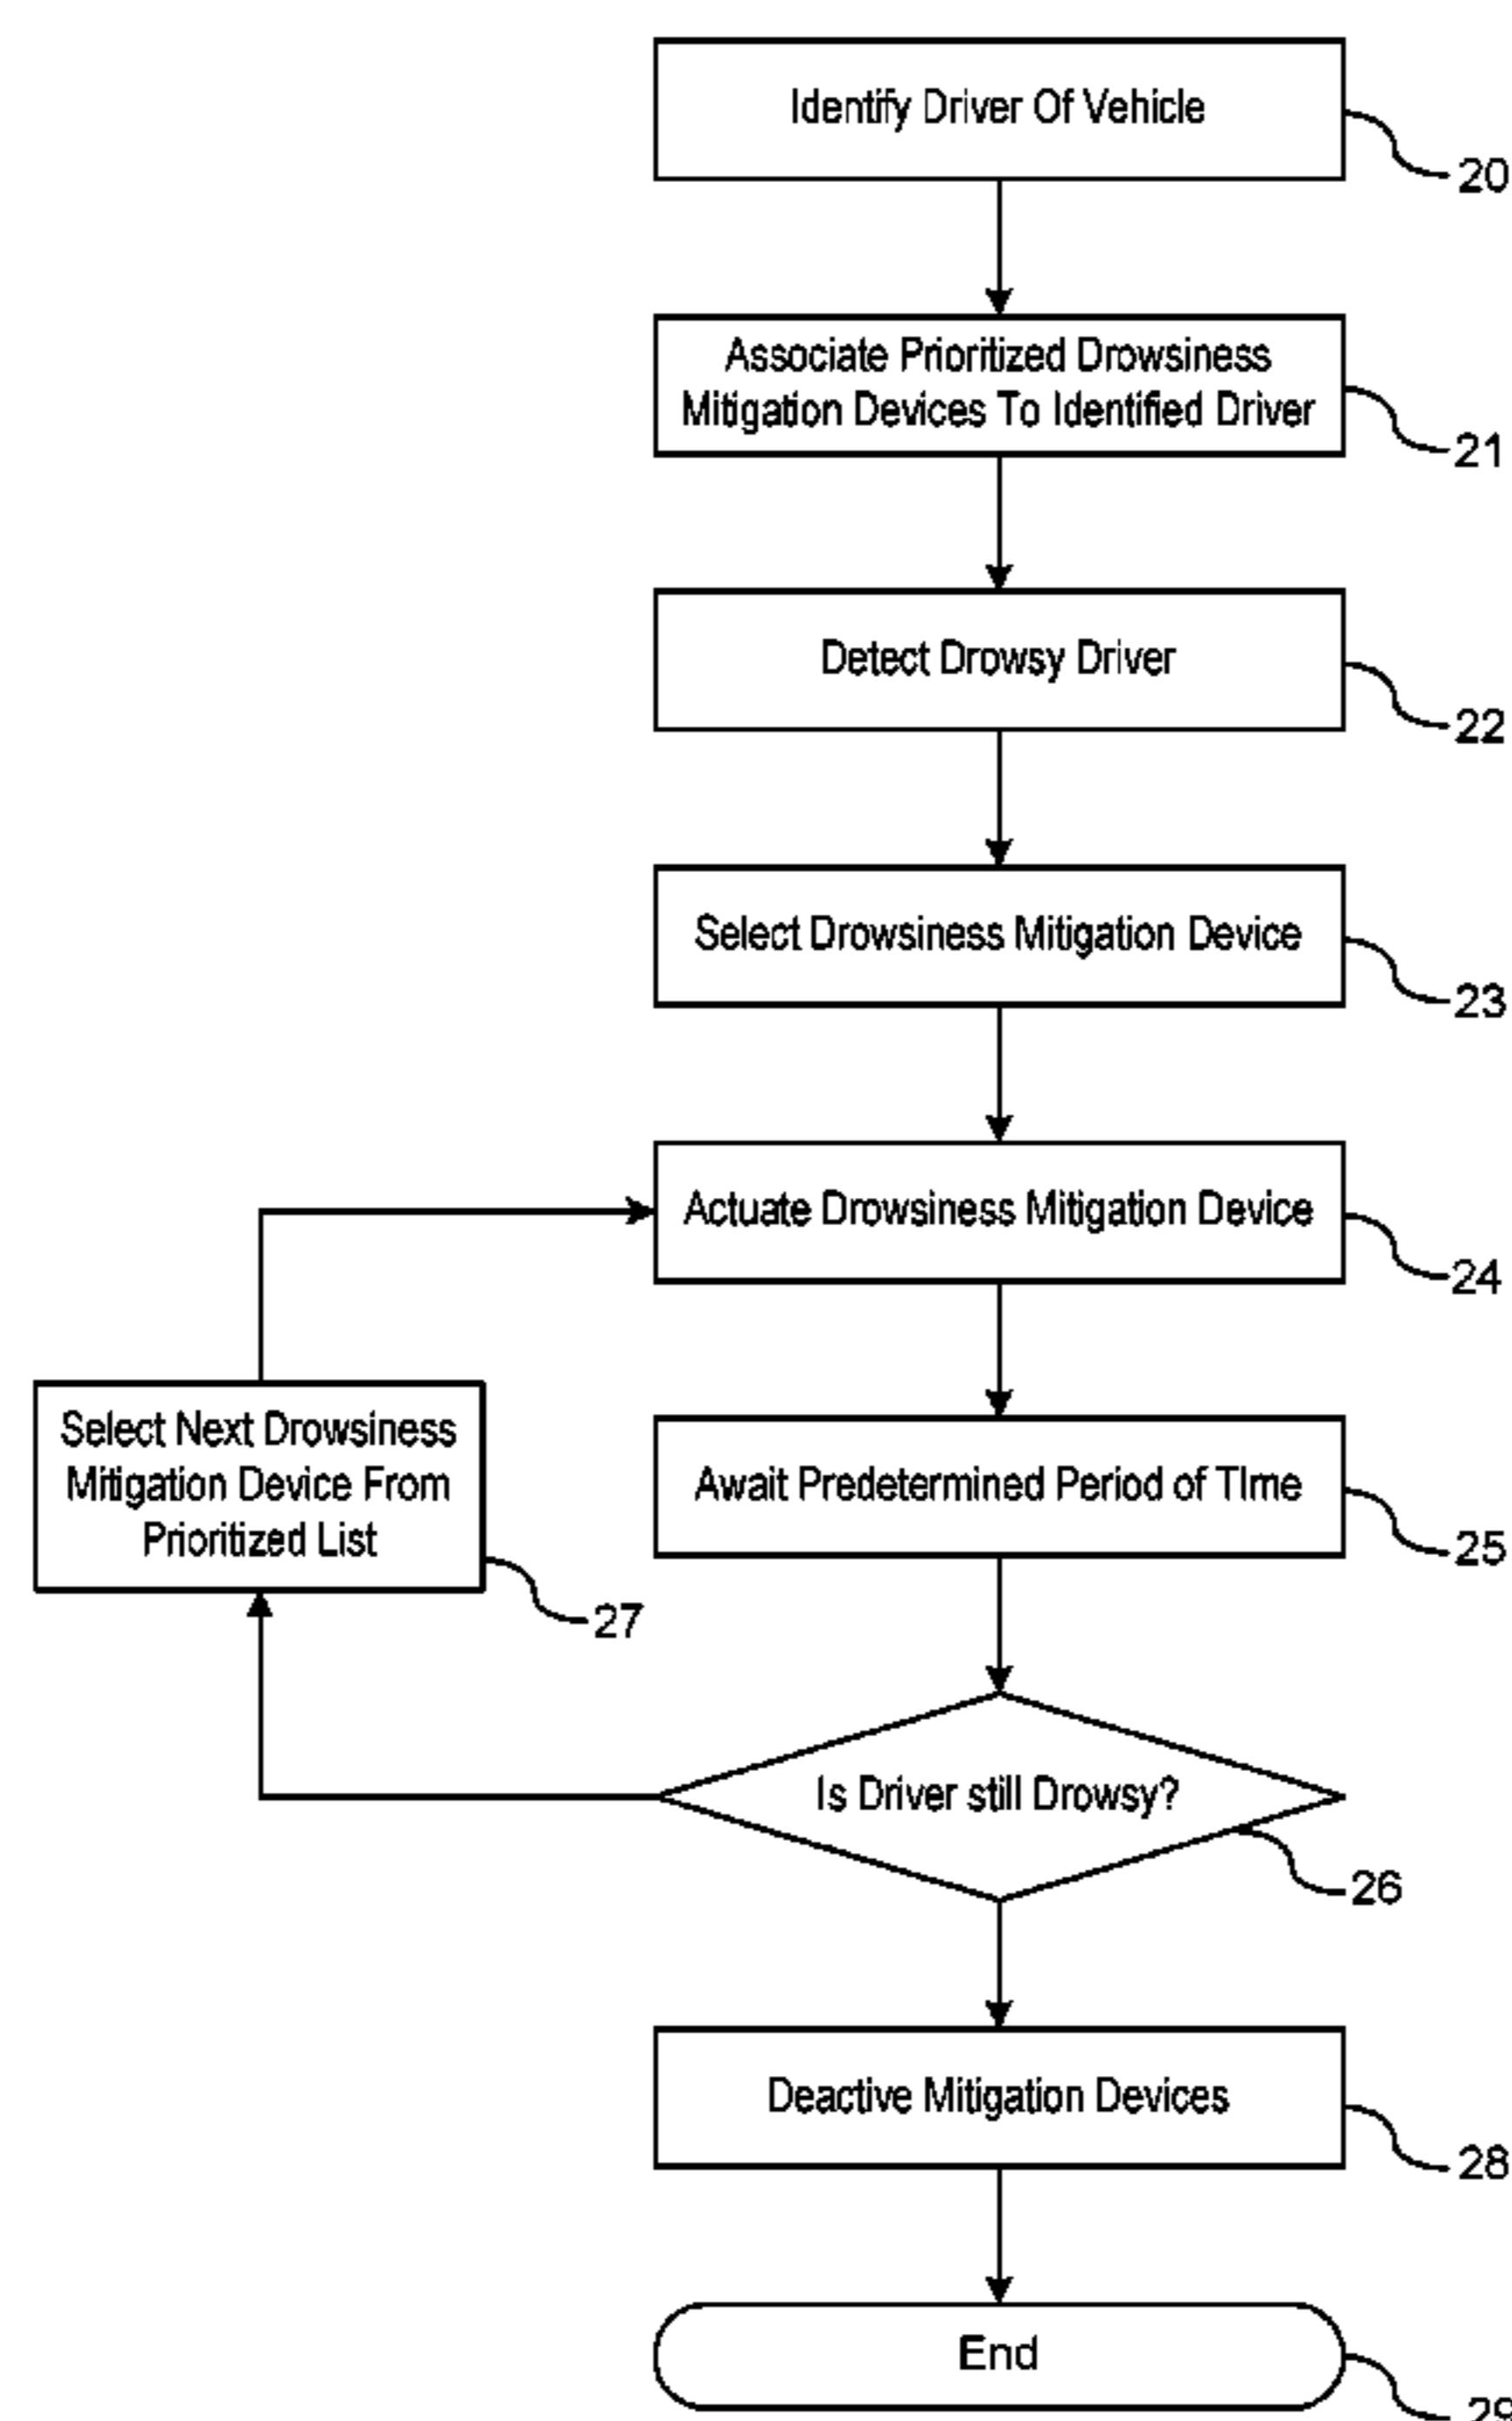 Identify Driver Of Vehicle
20
Associate Prioritized Drowsiness
Mitigation Devices To Identified Driver
21
Detect Drowsy Driver
22
Select Drowsiness Mitigation Device
23
Actuate Drowsiness Mitigation Device
24
Select Next Drowsiness
Mitigation Device From
Prioritized List
27
Await Predetermined Period of TIme
25
Is Driver still Drowsy?
26
Deactive Mitigation Devices
28
End
29